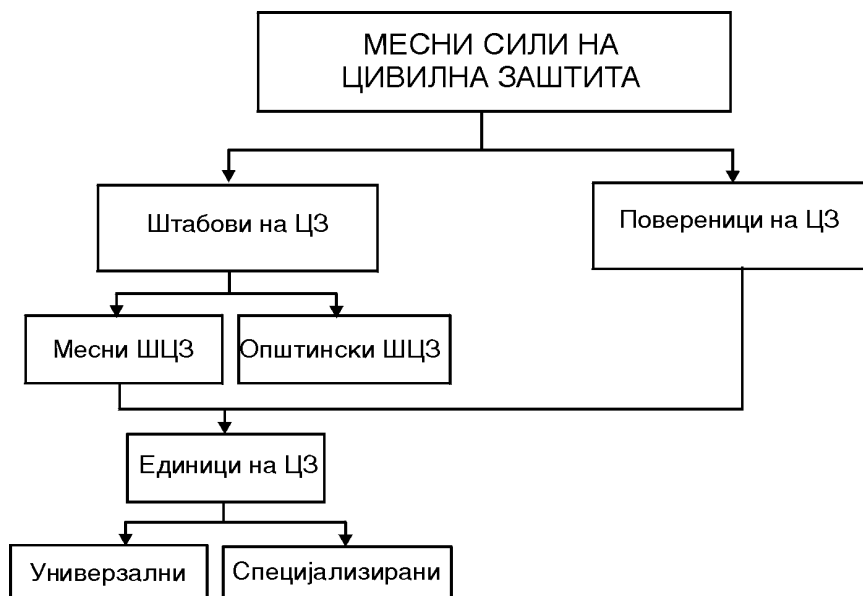 МЕСНИ СИЛИ НА
ЦИВИЛНА ЗАШТИТА
Штабови на ЦЗ
Повереници на ЦЗ
Месни ШЦЗ
Општински ШЦЗ
Единици на ЦЗ
Универзални
Специјализирани